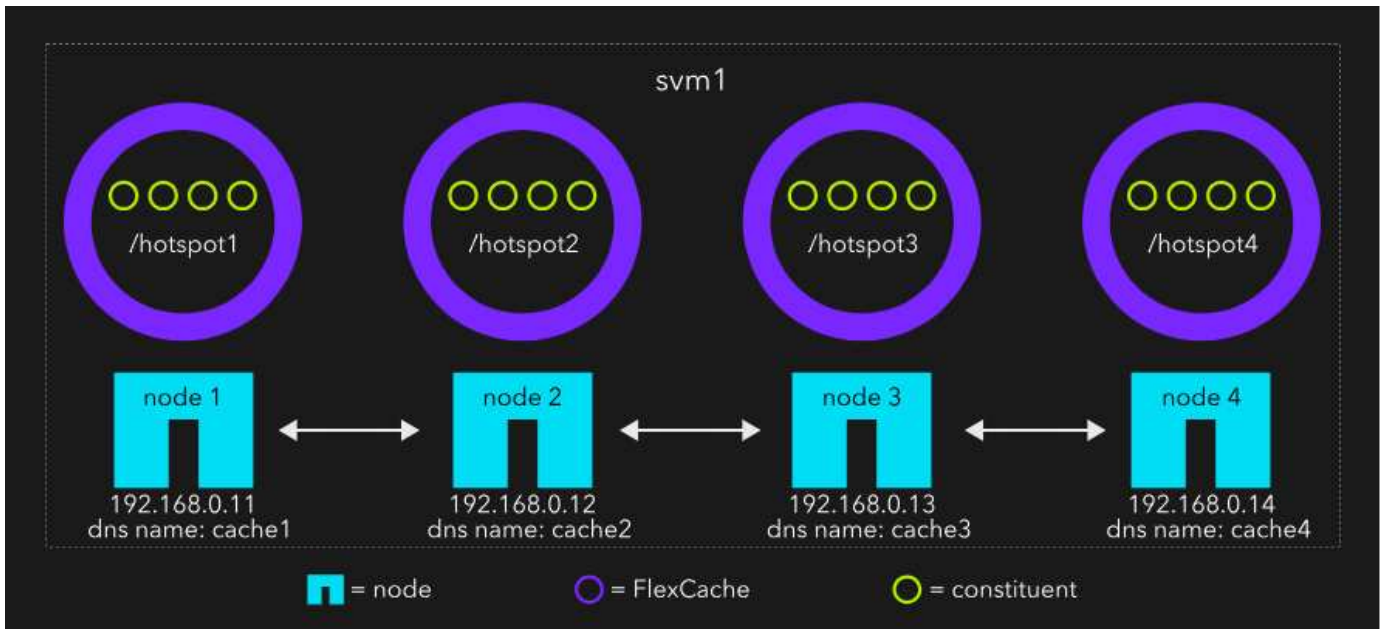 svm1
/hotspot1
/hotspot2
/hotspot3
/hotspot4
node 1
node 2
node 3
node 4
192.168.0.11
dns name: cache1
192.168.0.12
dns name: cache2
192.168.0.13
dns name: cache3
192.168.0.14
dns name: cache4
= node
= FlexCache
= constituent